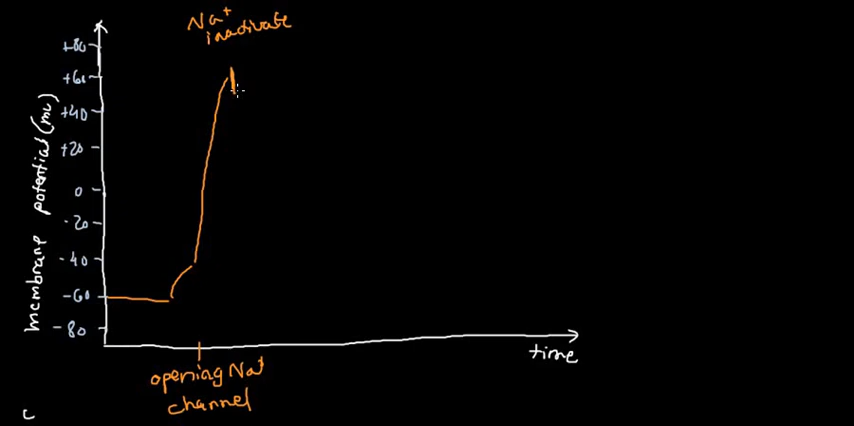 Na+
inactivate
+80
+60
+40
+20
0
-20
-40
-60
-80
membrane potential (mv)
time
opening Na+
channel